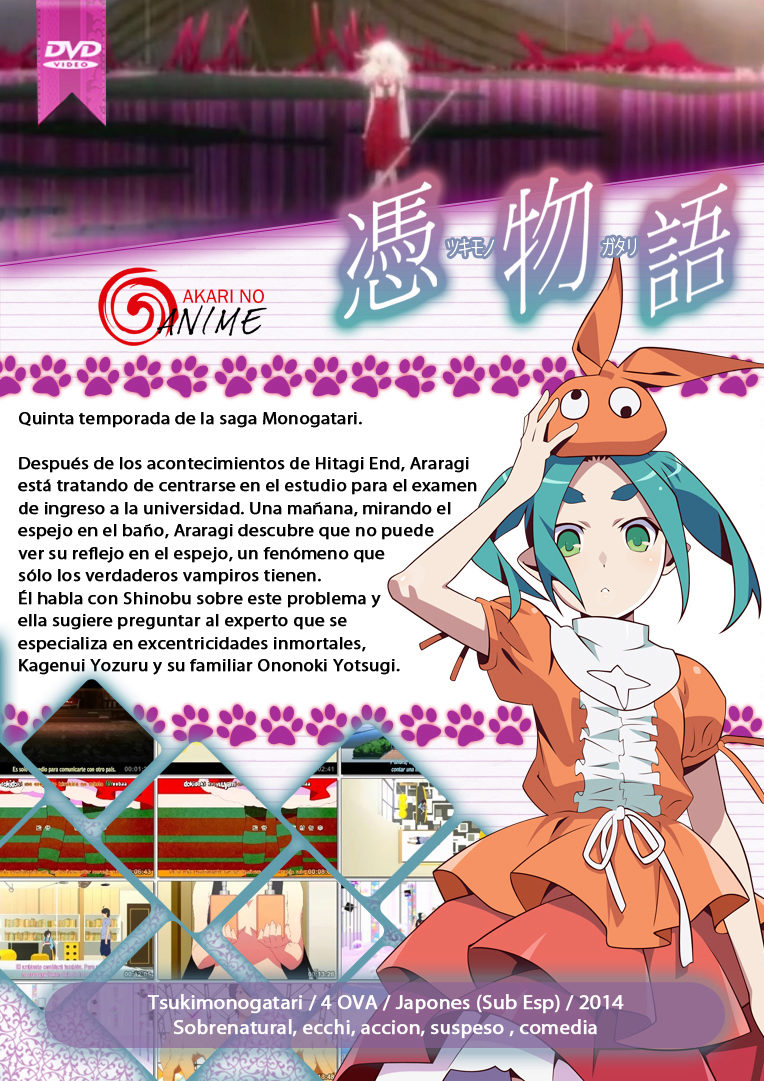 DVD
VIDEO
憑物語
ツキモノ ガタリ
AKARI NO
ANIME
Quinta temporada de la saga Monogatari.
Después de los acontecimientos de Hitagi End, Araragi
está tratando de centrarse en el estudio para el examen
de ingreso a la universidad. Una mañana, mirando el
espejo en el baño, Araragi descubre que no puede
ver su reflejo en el espejo, un fenómeno que
sólo los verdaderos vampiros tienen.
Él habla con Shinobu sobre este problema y
ella sugiere preguntar al experto que se
especializa en excentricidades inmortales,
Kagenui Yozuru y su familiar Ononoki Yotsugi.
Tsukimonogatari / 4 OVA / Japones (Sub Esp) / 2014
Sobrenatural, ecchi, accion, suspeso , comedia